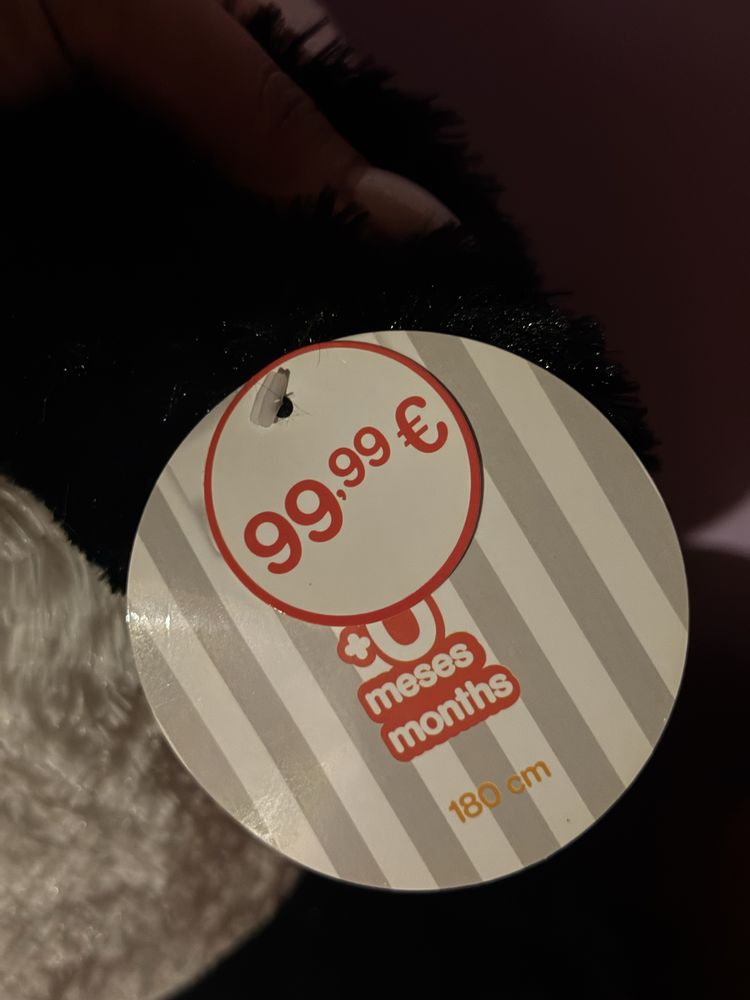 99,99 €
+0
meses
months
180 cm